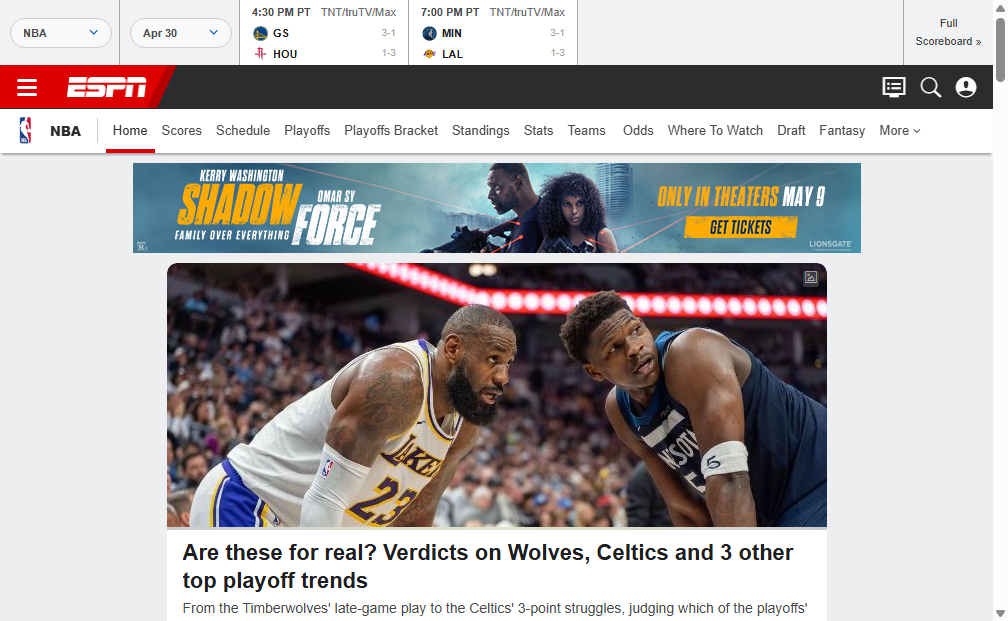 NBA
Apr 30
4:30 PM PT TNT/truTV/Max
GS 3-1
HOU 1-3
7:00 PM PT TNT/truTV/Max
MIN 3-1
LAL 1-3
Full
Scoreboard »
ESPN
NBA Home Scores Schedule Playoffs Playoffs Bracket Standings Stats Teams Odds Where To Watch Draft Fantasy More
KERRY WASHINGTON
OMAR SY
SHADOW
FORCE
FAMILY OVER EVERYTHING
R
ONLY IN THEATERS MAY 9
GET TICKETS
LIONSGATE
LAKE
23
5
Are these for real? Verdicts on Wolves, Celtics and 3 other
top playoff trends
From the Timberwolves' late-game play to the Celtics' 3-point struggles, judging which of the playoffs'